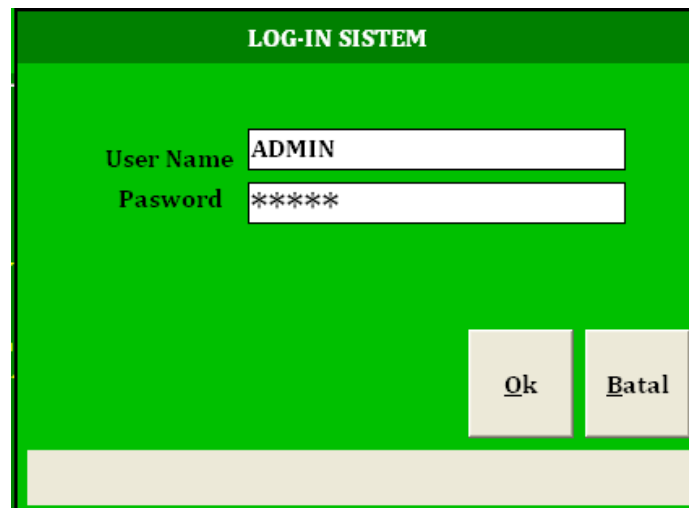 LOG-IN SISTEM
User Name ADMIN
Pasword *****
Ok Batal